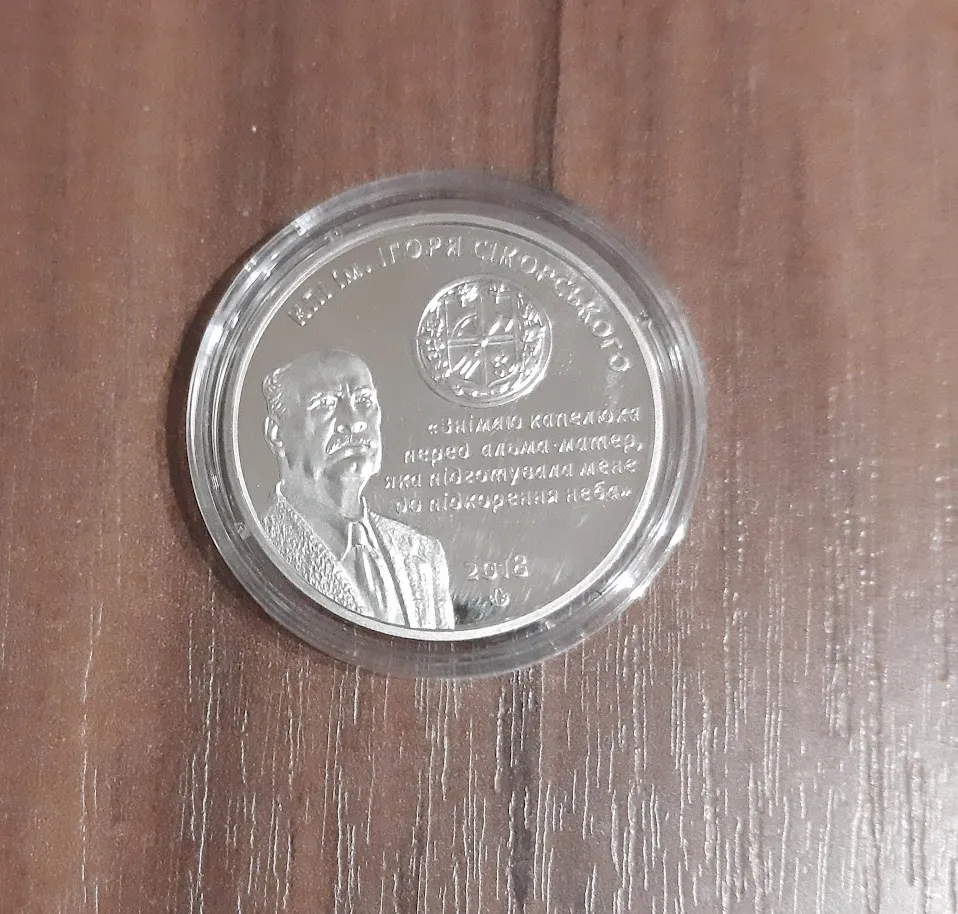 КПІ ім. ІГОРЯ СІКОРСЬКОГО
«Знімаю капелюха
перед альма-матер,
яка підготувала мене
до підкорення неба»
2018